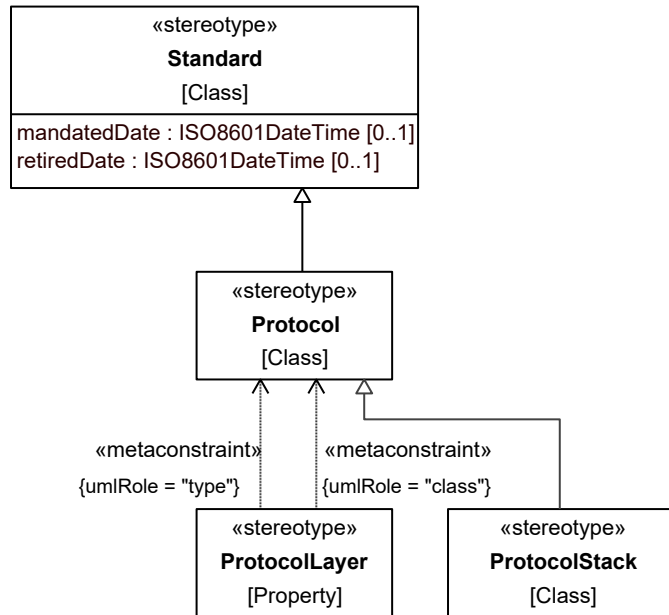 «stereotype»
Standard
[Class]
mandatedDate : ISO8601DateTime [0..1]
retiredDate : ISO8601DateTime [0..1]
«stereotype»
Protocol
[Class]
«metaconstraint»
{umlRole = "type"}
«metaconstraint»
{umlRole = "class"}
«stereotype»
ProtocolLayer
[Property]
«stereotype»
ProtocolStack
[Class]